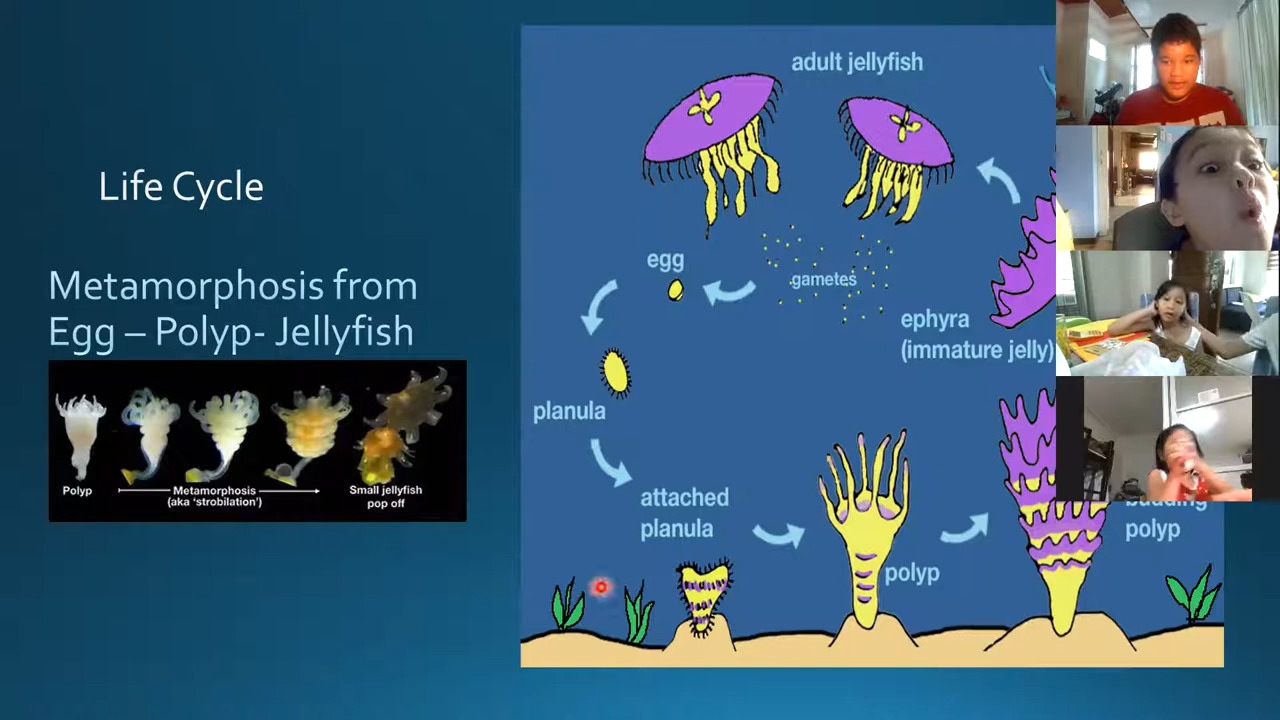 Life Cycle
Metamorphosis from
Egg – Polyp- Jellyfish
Polyp
Metamorphosis
(aka 'strobilation')
Small jellyfish
pop off
adult jellyfish
egg
gametes
ephyra
(immature jelly)
planula
attached
planula
polyp
budding
polyp